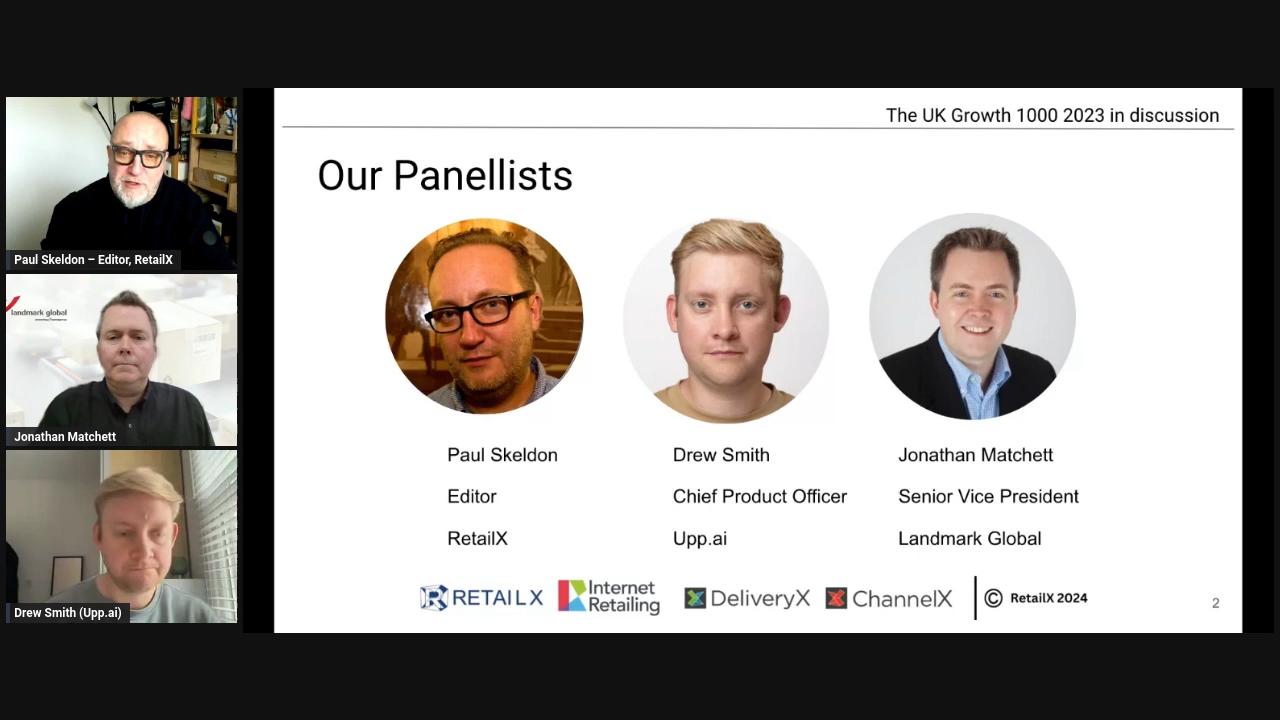 The UK Growth 1000 2023 in discussion
Our Panellists
Paul Skeldon – Editor, RetailX
landmark global
Jonathan Matchett
Drew Smith (Upp.ai)
Paul Skeldon
Editor
RetailX
Drew Smith
Chief Product Officer
Upp.ai
Jonathan Matchett
Senior Vice President
Landmark Global
RETAIL X
Internet
Retailing
DeliveryX
ChannelX
© RetailX 2024
2